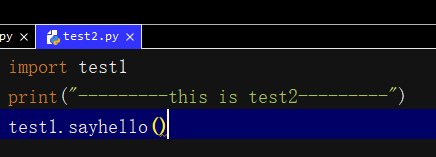 py × test2.py ×
import test1
print("---------this is test2---------")
test1.sayhello()